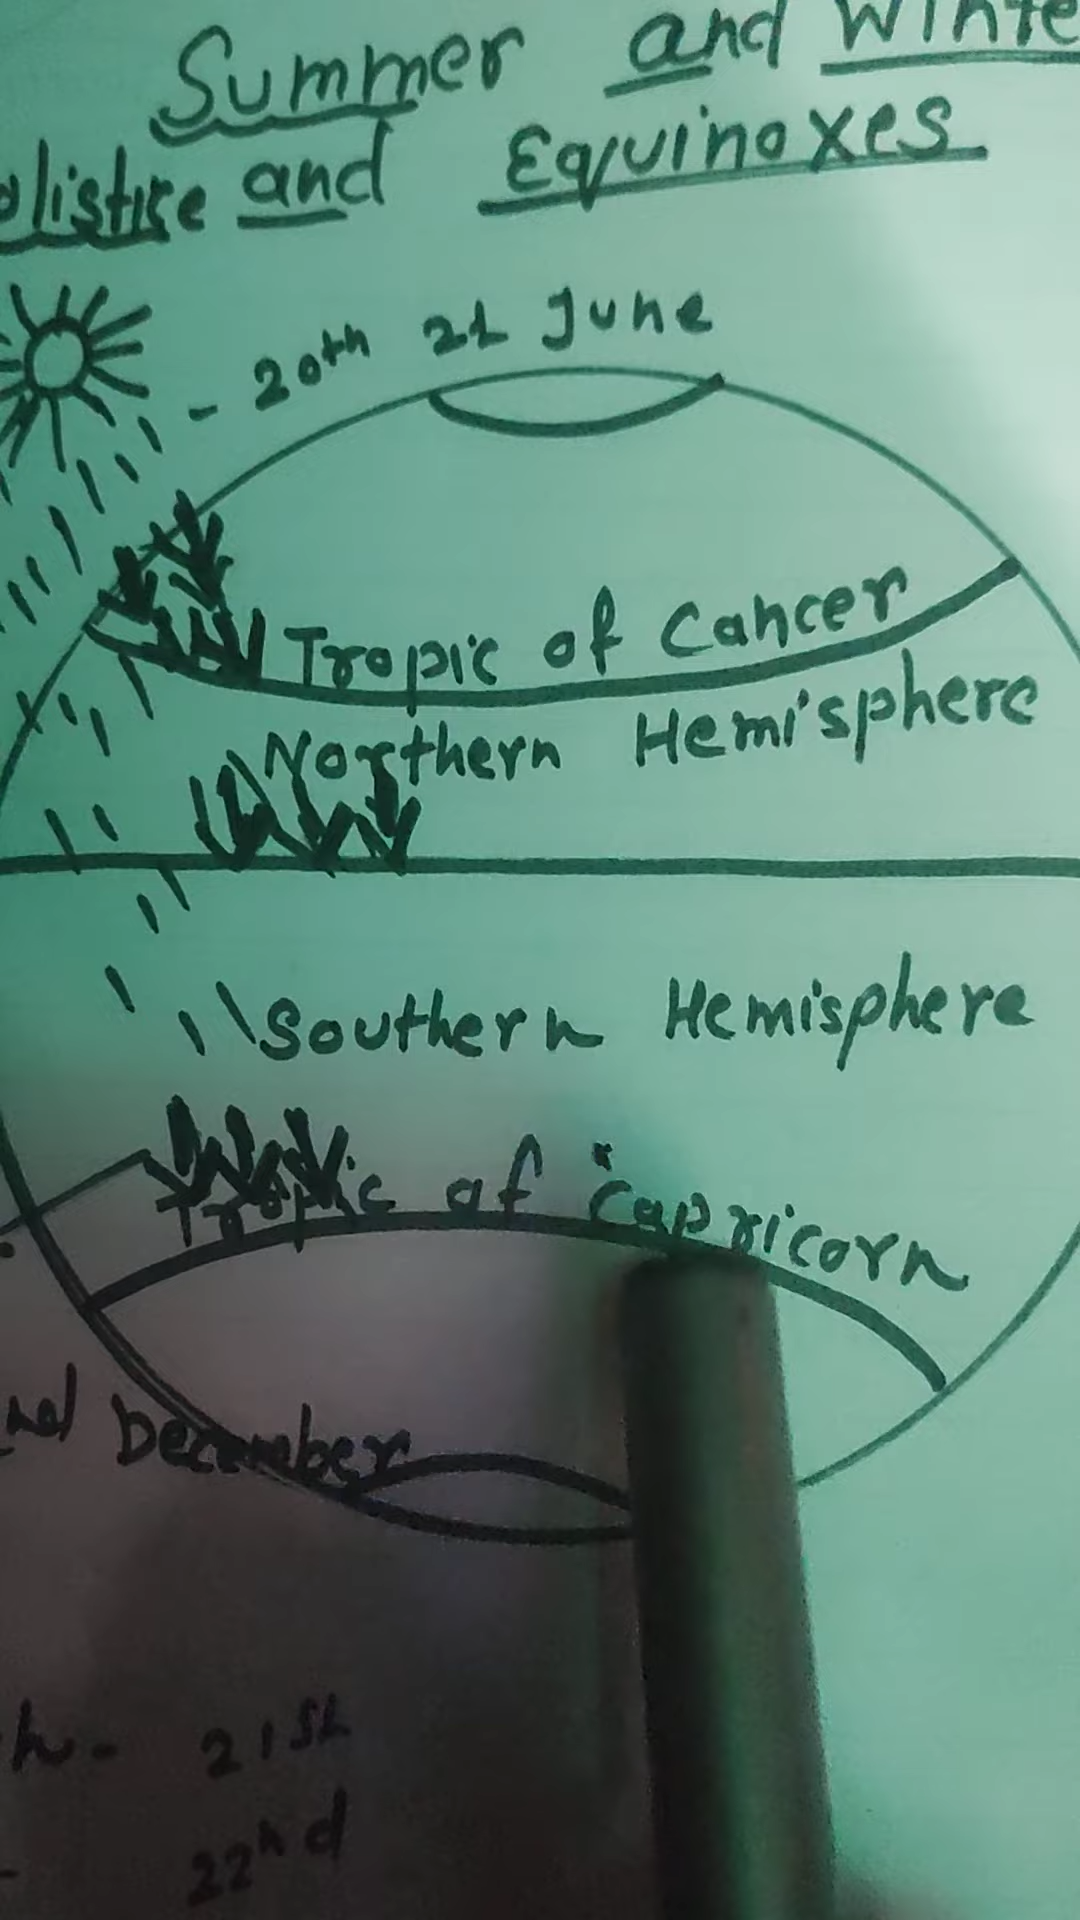 Summer and Winte
olistice and Equinoxes
- 20th 21 June
Tropic of Cancer
Northern Hemisphere
Southern Hemisphere
Tropic of Capricorn
nd December
h - 21st
- 22nd